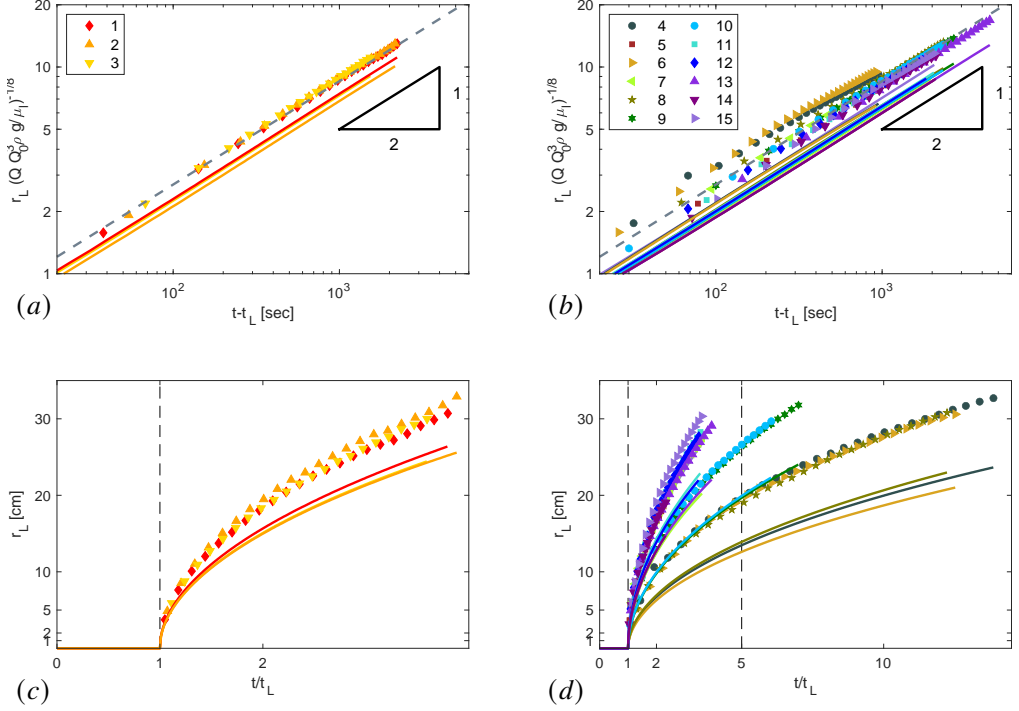 r_L (Q Q_0^3 ρ g/μ_l)^{-1/8}
10
5
2
1
1
2
3
1
2
10^2
10^3
t-t_L [sec]
(a)
r_L (Q Q_0^3 ρ g/μ_l)^{-1/8}
10
5
2
1
4 10
5 11
6 12
7 13
8 14
9 15
1
2
10^2
10^3
t-t_L [sec]
(b)
r_L [cm]
30
20
10
5
2
1
0 1 2
t/t_L
(c)
r_L [cm]
30
20
10
5
2
1
0 1 2 5 10
t/t_L
(d)